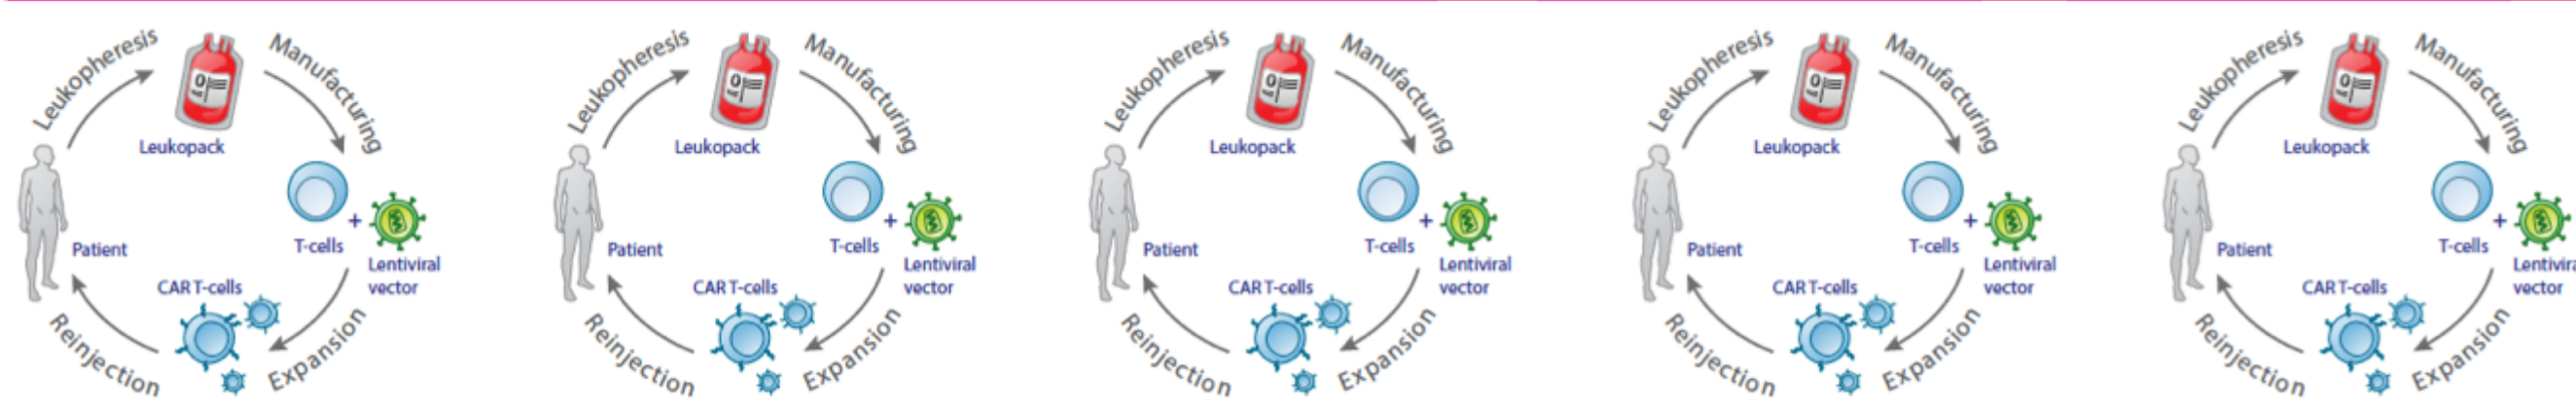 Leukopheresis
Manufacturing
Leukopack
T-cells
+
Lentiviral
vector
Patient
CAR T-cells
Expansion
Reinjection
Leukopheresis
Manufacturing
Leukopack
T-cells
+
Lentiviral
vector
Patient
CAR T-cells
Expansion
Reinjection
Leukopheresis
Manufacturing
Leukopack
T-cells
+
Lentiviral
vector
Patient
CAR T-cells
Expansion
Reinjection
Leukopheresis
Manufacturing
Leukopack
T-cells
+
Lentiviral
vector
Patient
CAR T-cells
Expansion
Reinjection
Leukopheresis
Manufacturing
Leukopack
T-cells
+
Lentivira
vector
Patient
CAR T-cells
Expansion
Reinjection